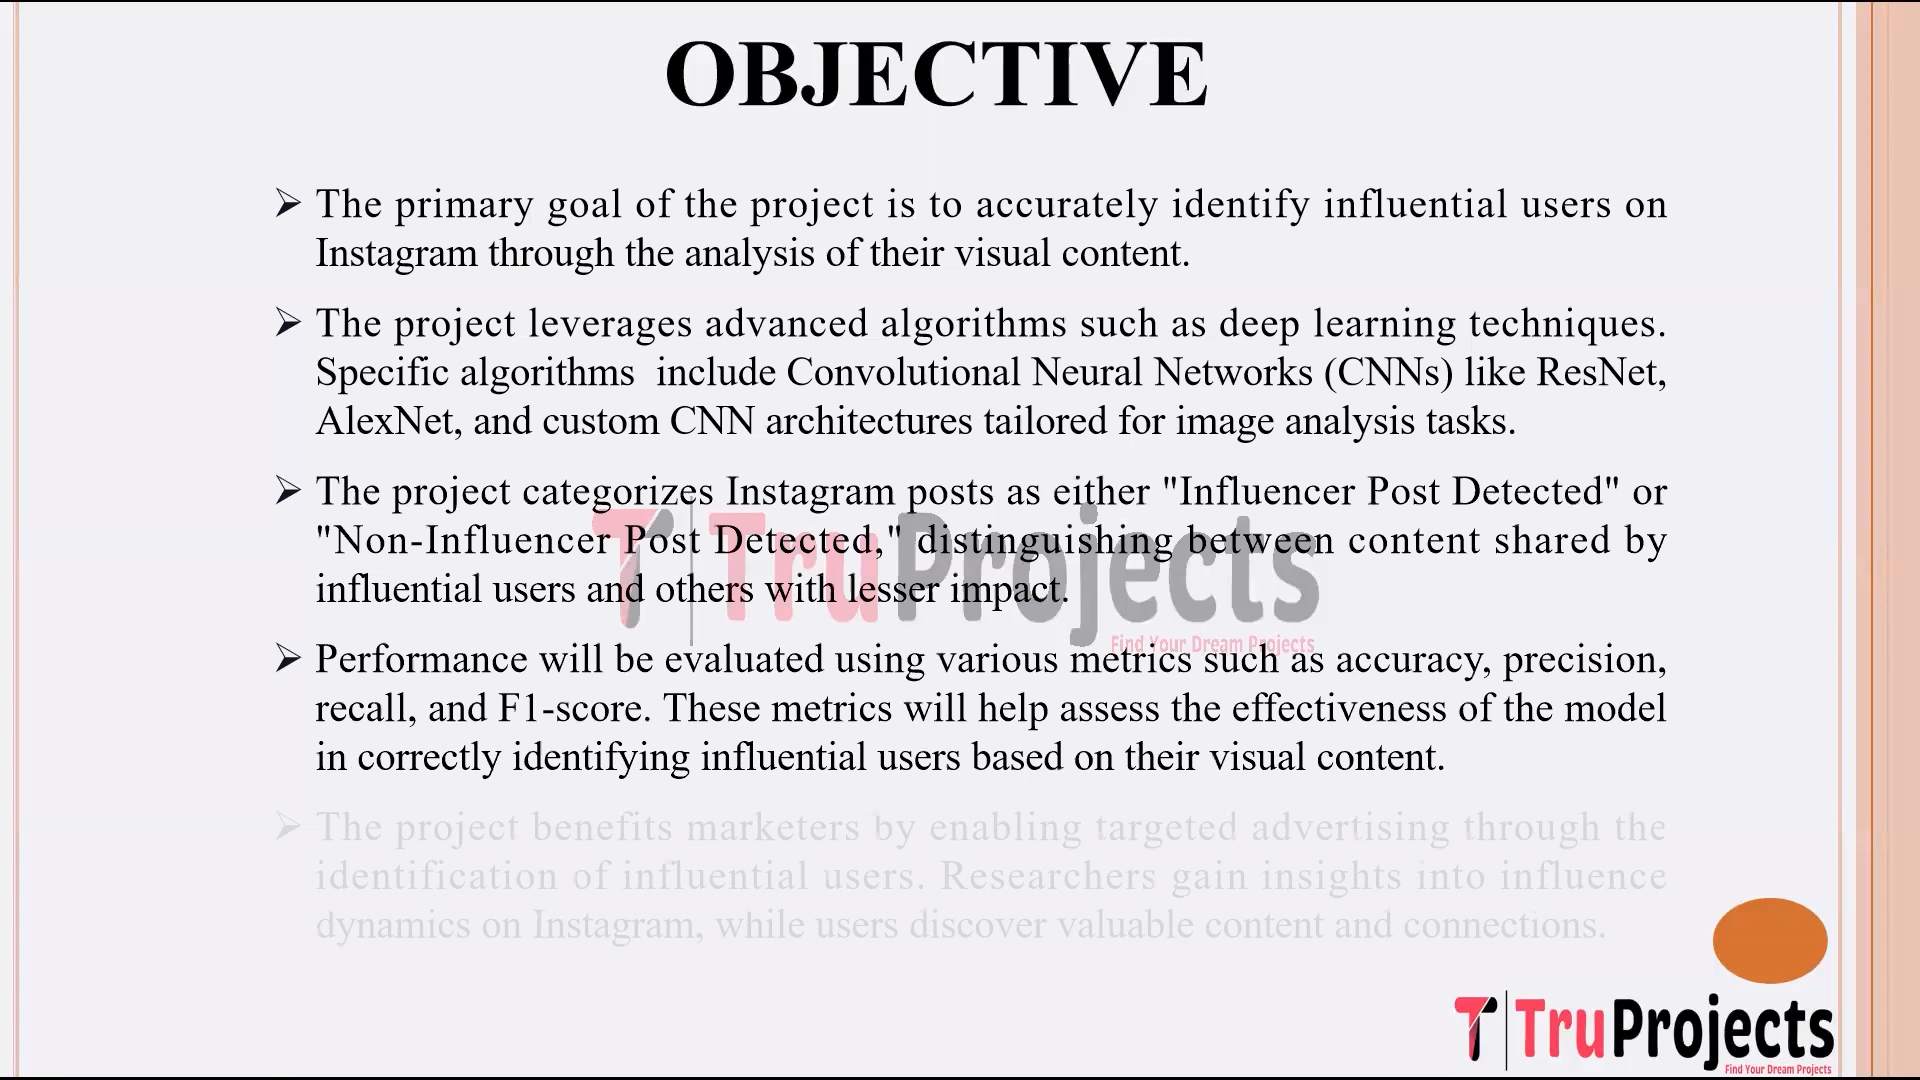 OBJECTIVE
The primary goal of the project is to accurately identify influential users on
Instagram through the analysis of their visual content.
The project leverages advanced algorithms such as deep learning techniques.
Specific algorithms  include Convolutional Neural Networks (CNNs) like ResNet,
AlexNet, and custom CNN architectures tailored for image analysis tasks.
The project categorizes Instagram posts as either "Influencer Post Detected" or
"Non-Influencer Post Detected," distinguishing between content shared by
influential users and others with lesser impact.
TruProjects
Find Your Dream Projects
Performance will be evaluated using various metrics such as accuracy, precision,
recall, and F1-score. These metrics will help assess the effectiveness of the model
in correctly identifying influential users based on their visual content.
The project benefits marketers by enabling targeted advertising through the
identification of influential users. Researchers gain insights into influence
dynamics on Instagram, while users discover valuable content and connections.
TruProjects
Find Your Dream Projects